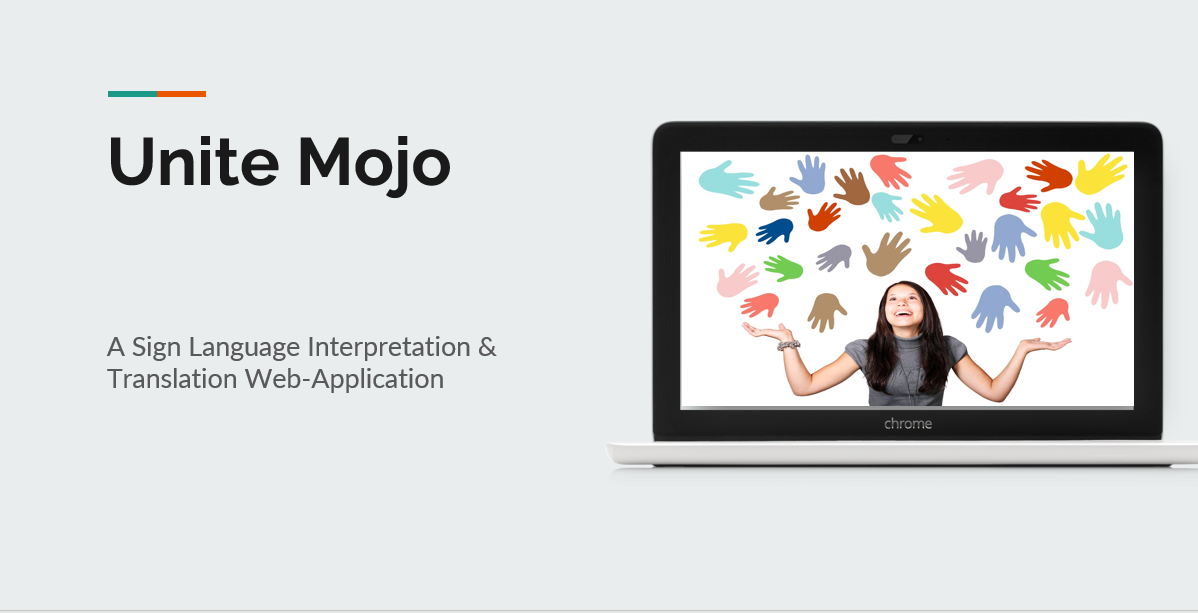 Unite Mojo
A Sign Language Interpretation &
Translation Web-Application
chrome